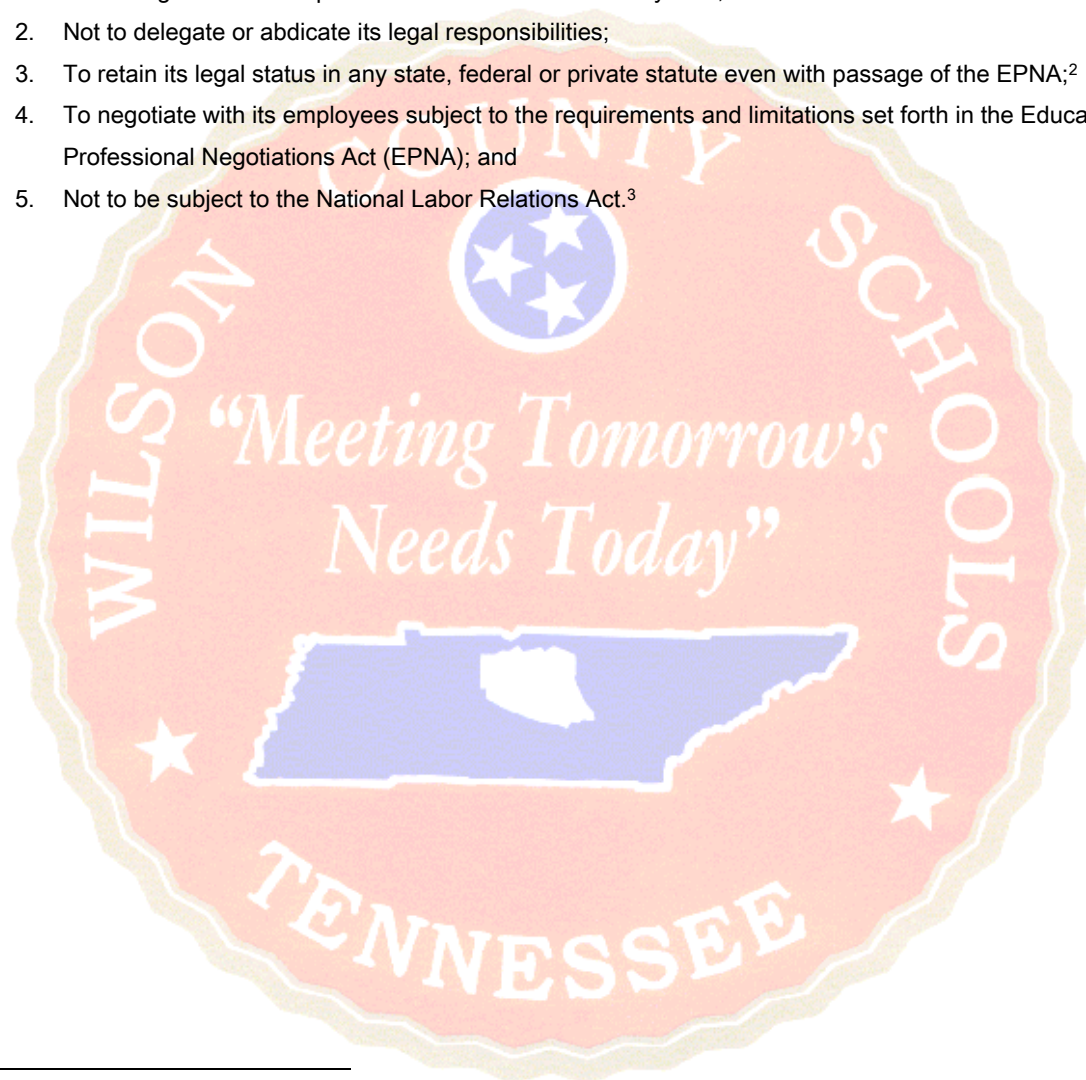 2. Not to delegate or abdicate its legal responsibilities;
3. To retain its legal status in any state, federal or private statute even with passage of the EPNA;2
4. To negotiate with its employees subject to the requirements and limitations set forth in the Educa
Professional Negotiations Act (EPNA); and
5. Not to be subject to the National Labor Relations Act.3
WILSON COUNTY SCHOOLS
“Meeting Tomorrow’s
Needs Today”
TENNESSEE